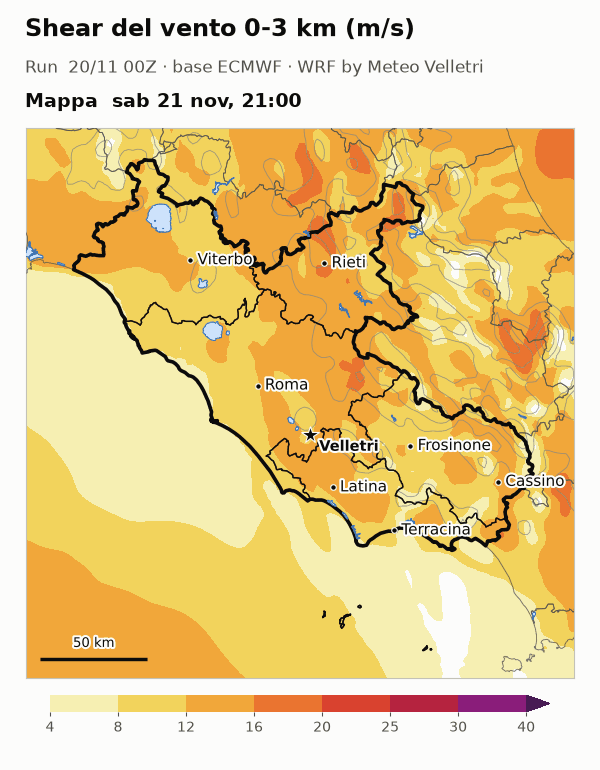 Shear del vento 0-3 km (m/s)
Run  20/11 00Z · base ECMWF · WRF by Meteo Velletri
Mappa  sab 21 nov, 21:00
Viterbo
Rieti
Roma
Velletri
Frosinone
Cassino
Latina
Terracina
50 km
4 8 12 16 20 25 30 40